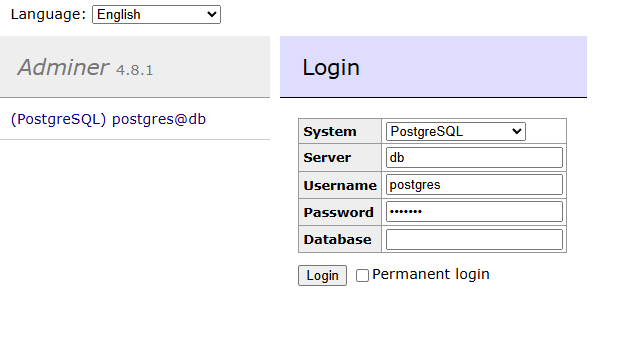 Language: English
Adminer 4.8.1
Login
(PostgreSQL) postgres@db
System PostgreSQL
Server db
Username postgres
Password •••••••
Database
Login Permanent login